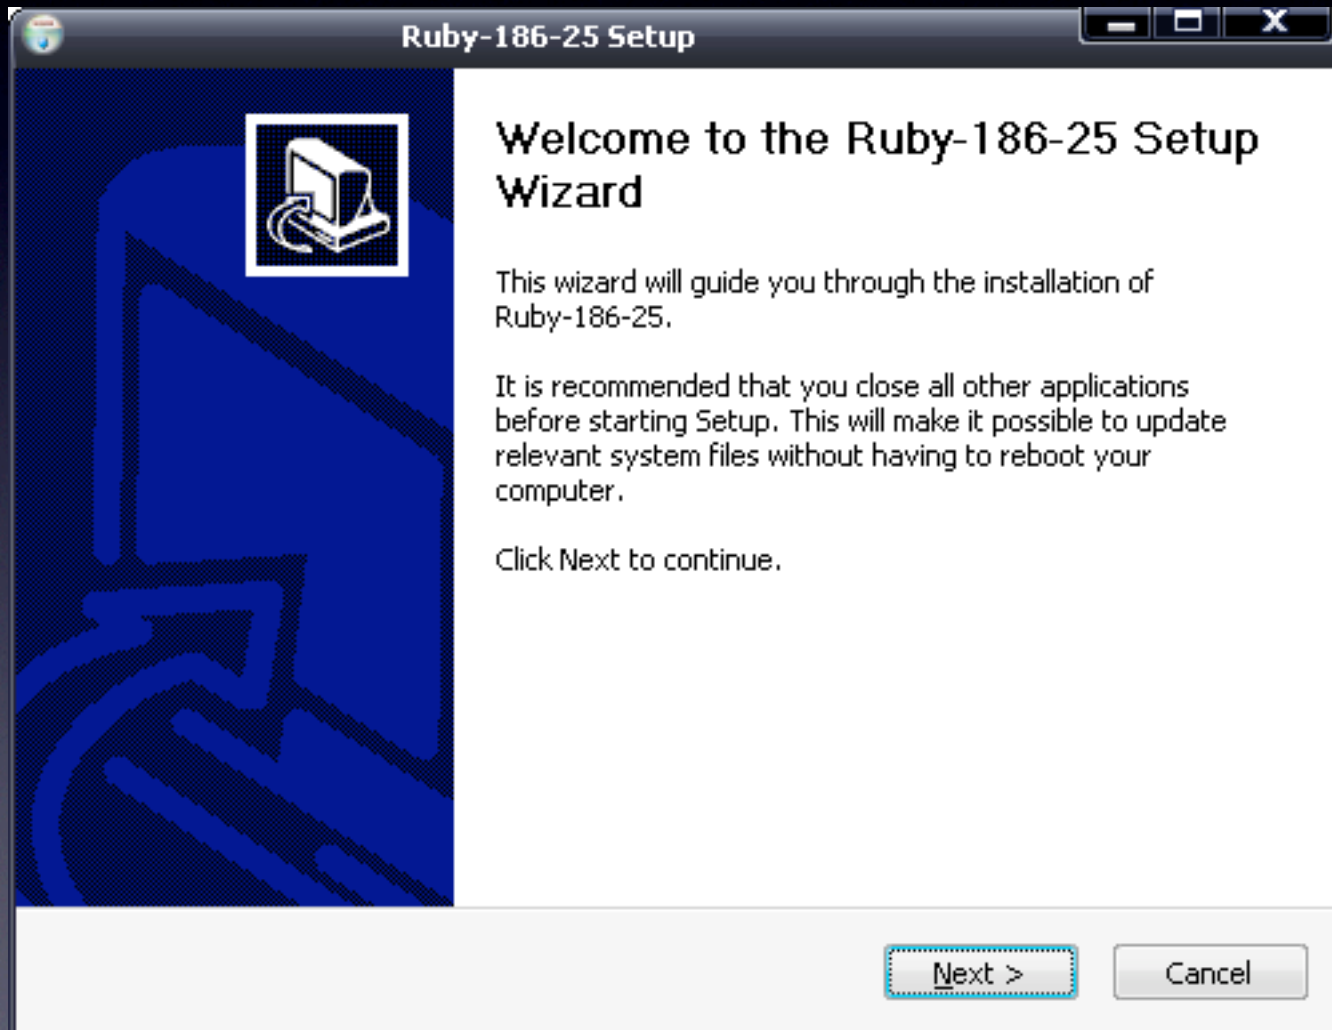 Ruby-186-25 Setup
Welcome to the Ruby-186-25 Setup
Wizard
This wizard will guide you through the installation of
Ruby-186-25.
It is recommended that you close all other applications
before starting Setup. This will make it possible to update
relevant system files without having to reboot your
computer.
Click Next to continue.
Next >
Cancel